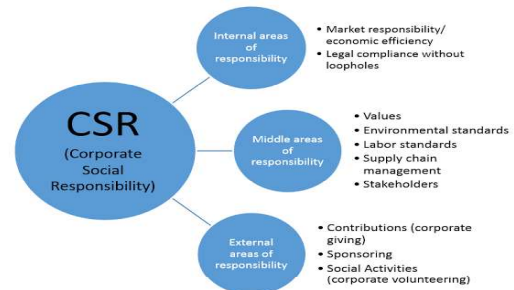 CSR
(Corporate
Social
Responsibility)
Internal areas
of
responsibility
• Market responsibility/
economic efficiency
• Legal compliance without
loopholes
Middle areas
of
responsibility
• Values
• Environmental standards
• Labor standards
• Supply chain
management
• Stakeholders
External
areas of
responsibility
• Contributions (corporate
giving)
• Sponsoring
• Social Activities
(corporate volunteering)